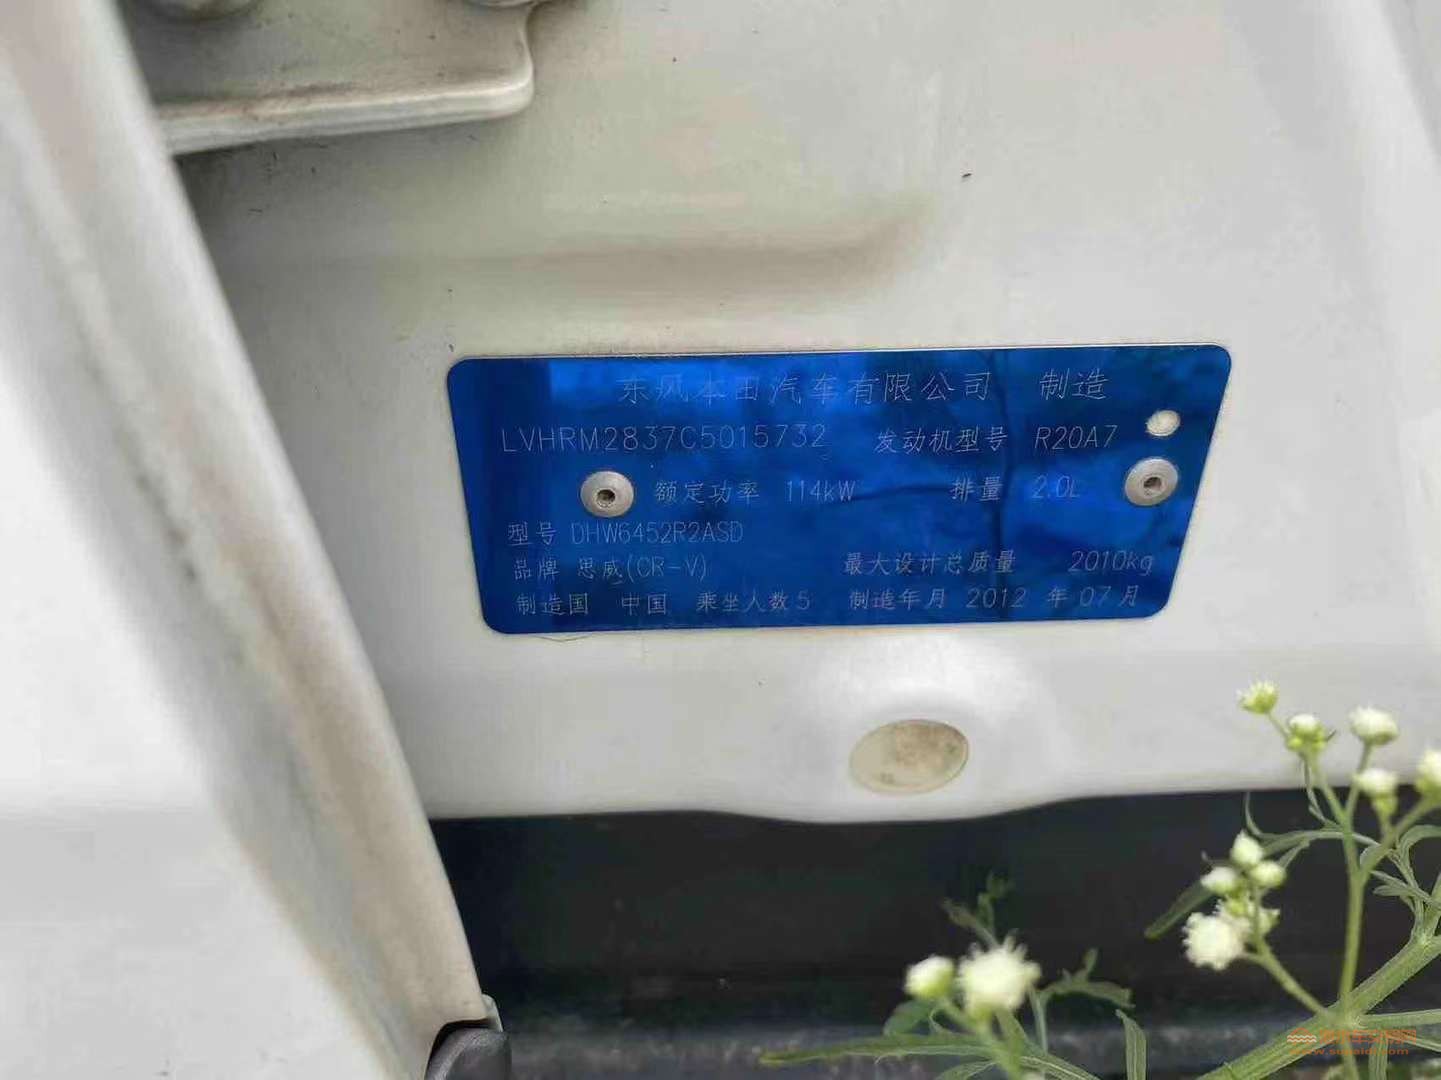 东风本田汽车有限公司 制造
LVHRM2837C5015732 发动机型号 R20A7
额定功率 114kW 排量 2.0L
型号 DHW6452R2ASD
品牌 思威(CR-V) 最大设计总质量 2010kg
制造国 中国 乘坐人数 5 制造年月 2012 年 07 月